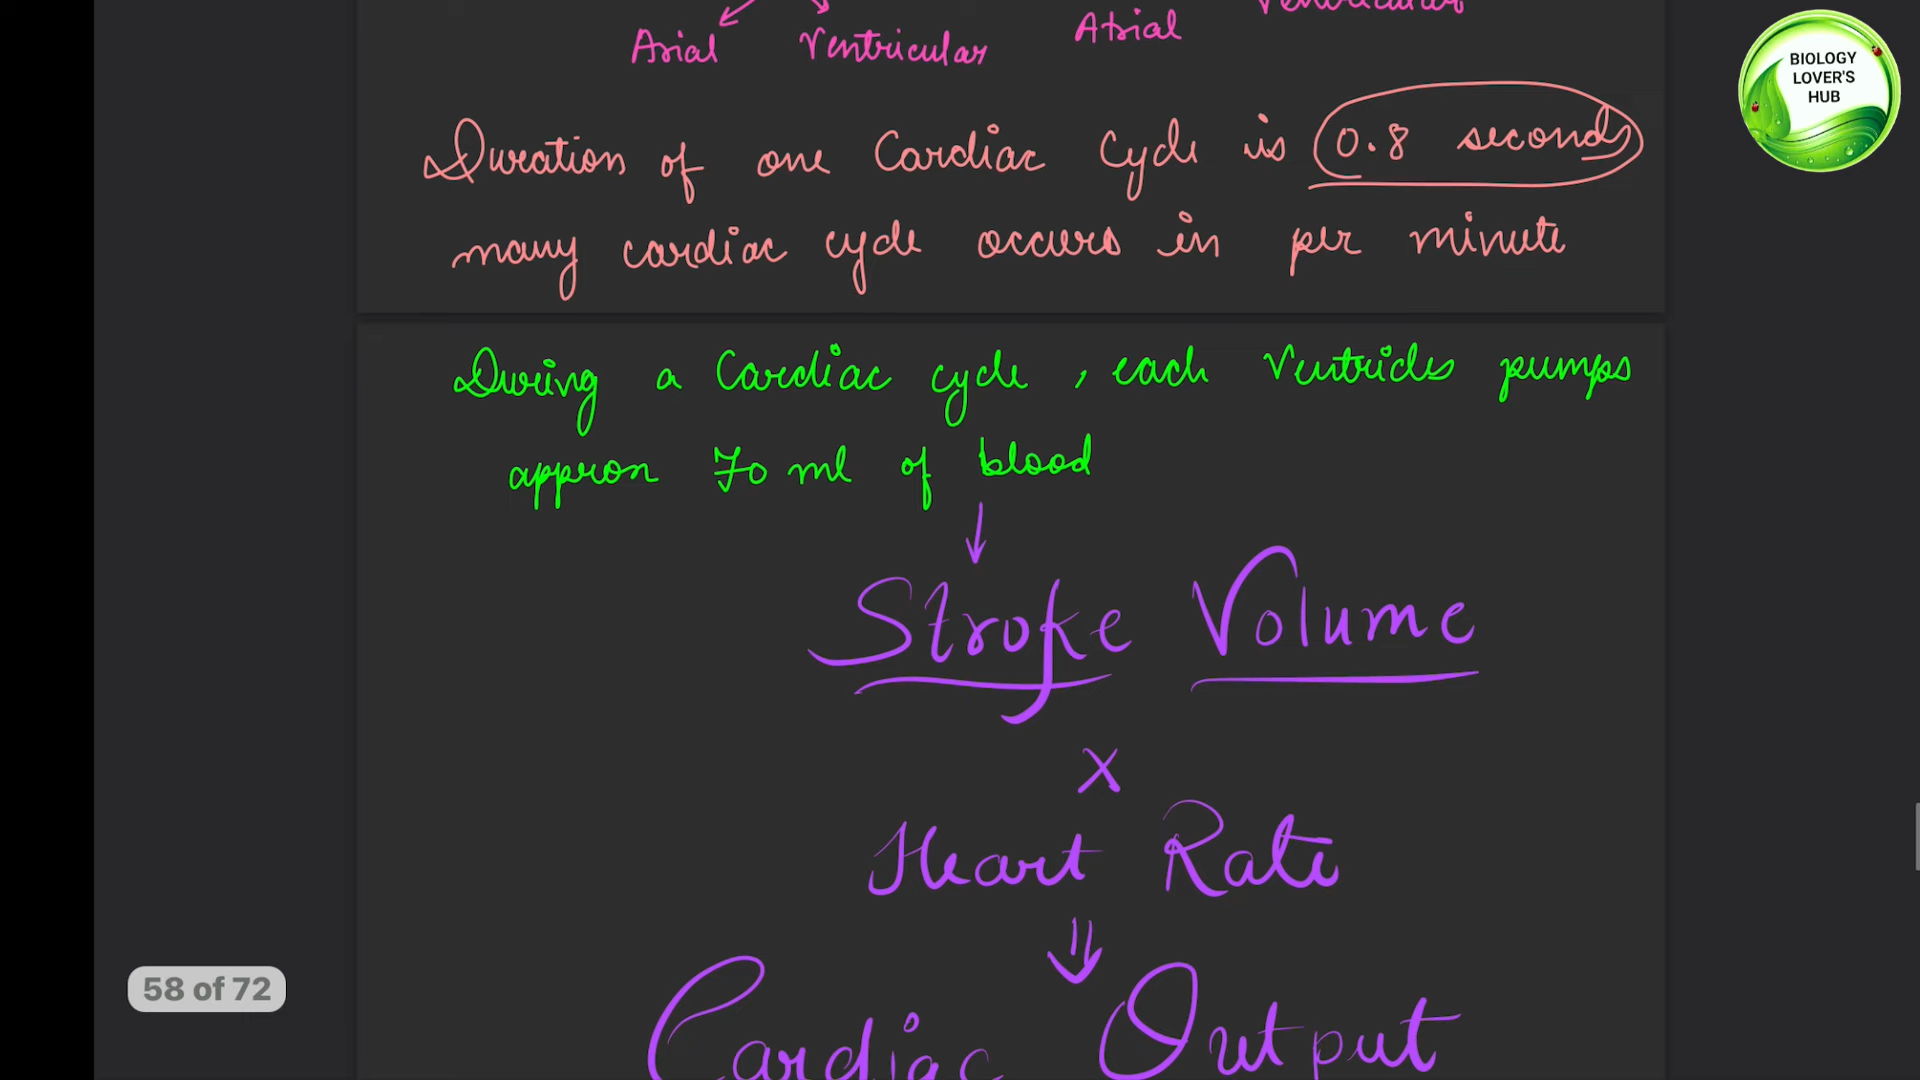 Ventricular
Arial Ventricular Atrial
BIOLOGY
LOVER'S
HUB
Duration of one Cardiac Cycle is 0.8 seconds
many cardiac cycle occurs in per minute
During a Cardiac cycle, each Ventricles pumps
approx 70 ml of blood
Stroke Volume
X
Heart Rate
Cardiac Output
58 of 72